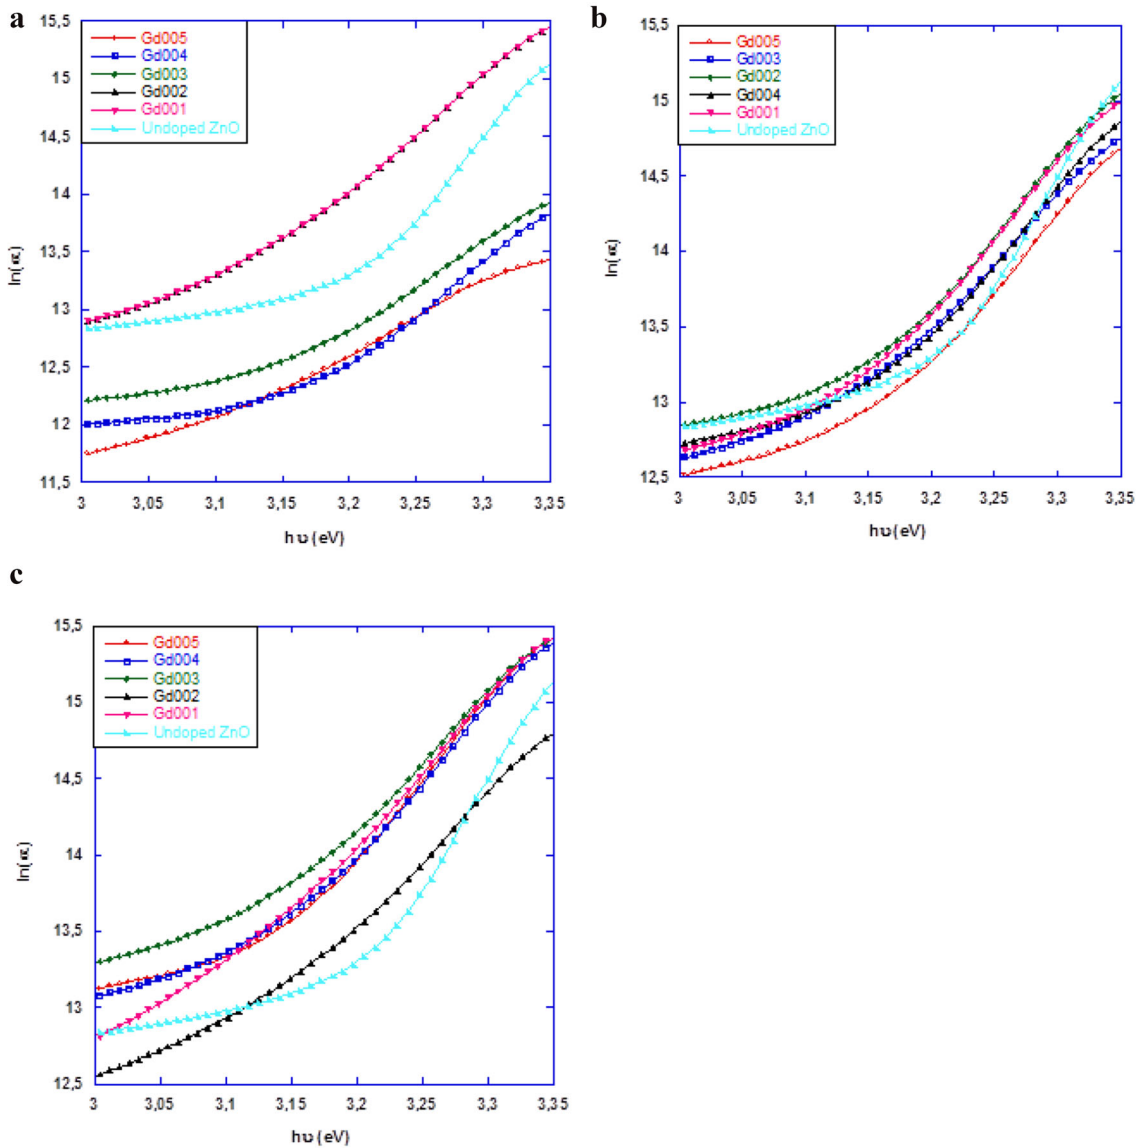 a
15,5
15
14,5
14
13,5
13
12,5
12
11,5
ln(α)
Gd005
Gd004
Gd003
Gd002
Gd001
Undoped ZnO
3 3,05 3,1 3,15 3,2 3,25 3,3 3,35
hυ (eV)
b
15,5
15
14,5
14
13,5
13
12,5
ln(α)
Gd005
Gd003
Gd002
Gd004
Gd001
Undoped ZnO
3 3,05 3,1 3,15 3,2 3,25 3,3 3,35
hυ (eV)
c
15,5
15
14,5
14
13,5
13
12,5
ln(α)
Gd005
Gd004
Gd003
Gd002
Gd001
Undoped ZnO
3 3,05 3,1 3,15 3,2 3,25 3,3 3,35
hυ (eV)